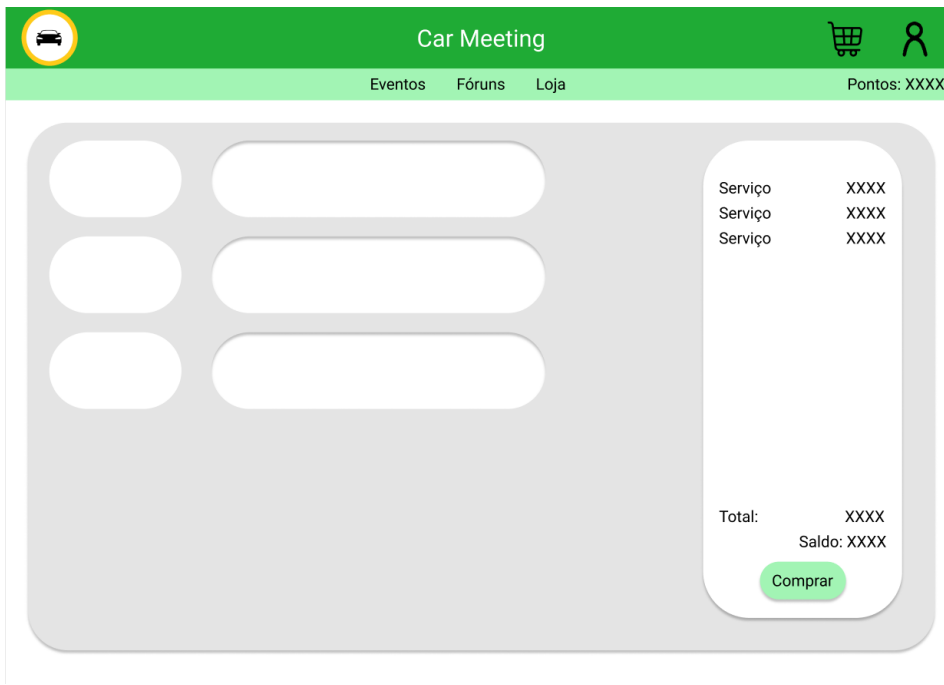 Car Meeting
Eventos Fóruns Loja Pontos: XXXX
Serviço XXXX
Serviço XXXX
Serviço XXXX
Total: XXXX
Saldo: XXXX
Comprar